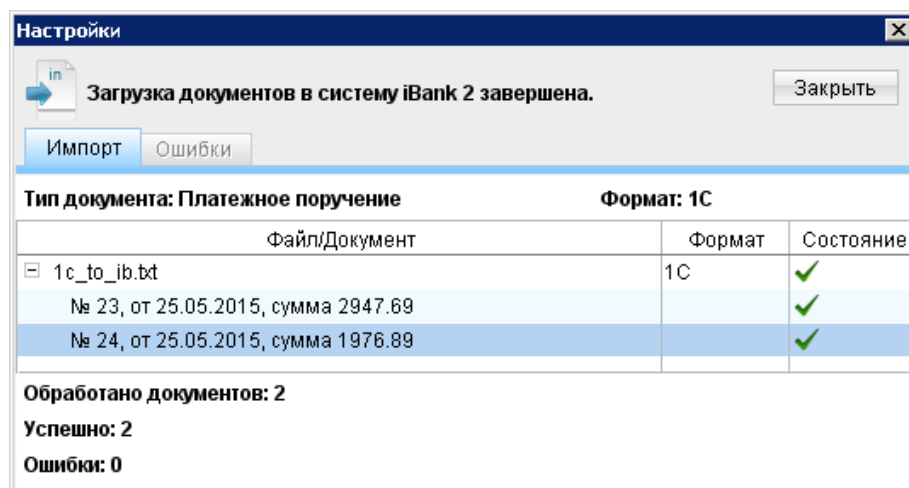 Настройки
in
Загрузка документов в систему iBank 2 завершена.
Закрыть
Импорт Ошибки
Тип документа: Платежное поручение Формат: 1С
Файл/Документ Формат Состояние
1c_to_ib.txt 1С
№ 23, от 25.05.2015, сумма 2947.69
№ 24, от 25.05.2015, сумма 1976.89
Обработано документов: 2
Успешно: 2
Ошибки: 0